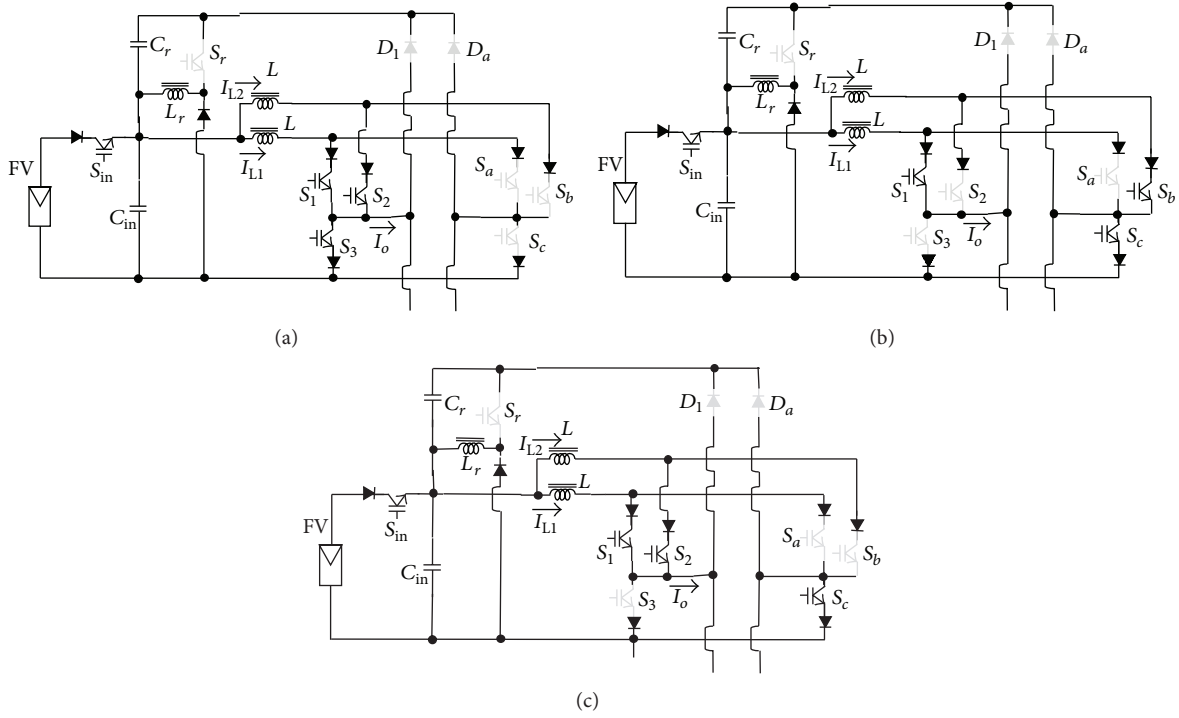 C_r
S_r
D_1
D_a
I_L2
L
L_r
L
FV
S_in
I_L1
S_a
S_b
S_1
S_2
C_in
S_3
I_o
S_c
(a)
C_r
S_r
D_1
D_a
I_L2
L
L_r
L
FV
S_in
I_L1
S_a
S_b
S_1
S_2
C_in
S_3
I_o
S_c
(b)
C_r
S_r
D_1
D_a
I_L2
L
L_r
L
FV
S_in
I_L1
S_a
S_b
S_1
S_2
C_in
S_3
I_o
S_c
(c)